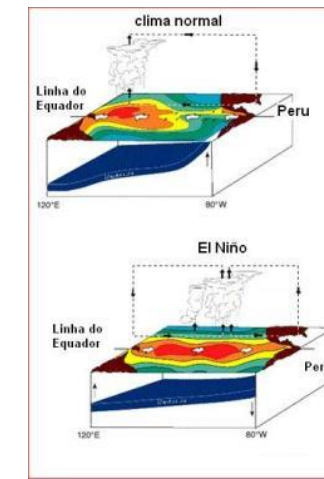 clima normal
Linha do
Equador
Peru
120°E
80°W
El Niño
Linha do
Equador
Per
120°E
80°W